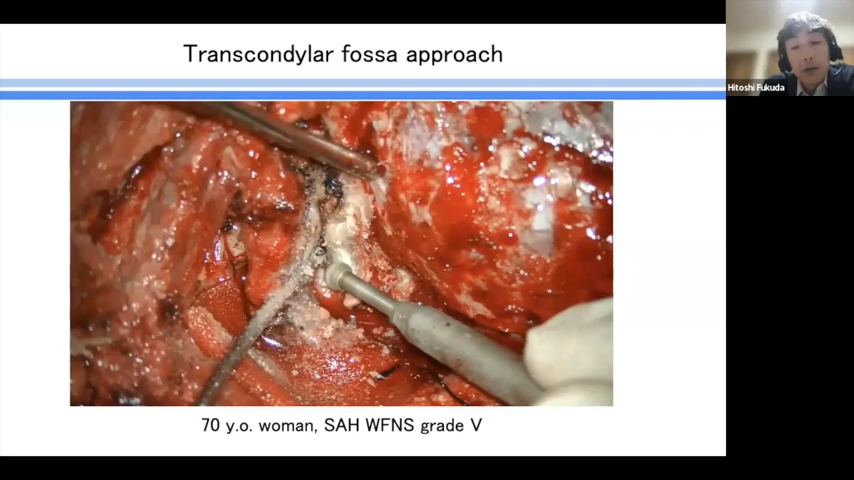 Transcondylar fossa approach
Hitoshi Fukuda
70 y.o. woman, SAH WFNS grade V